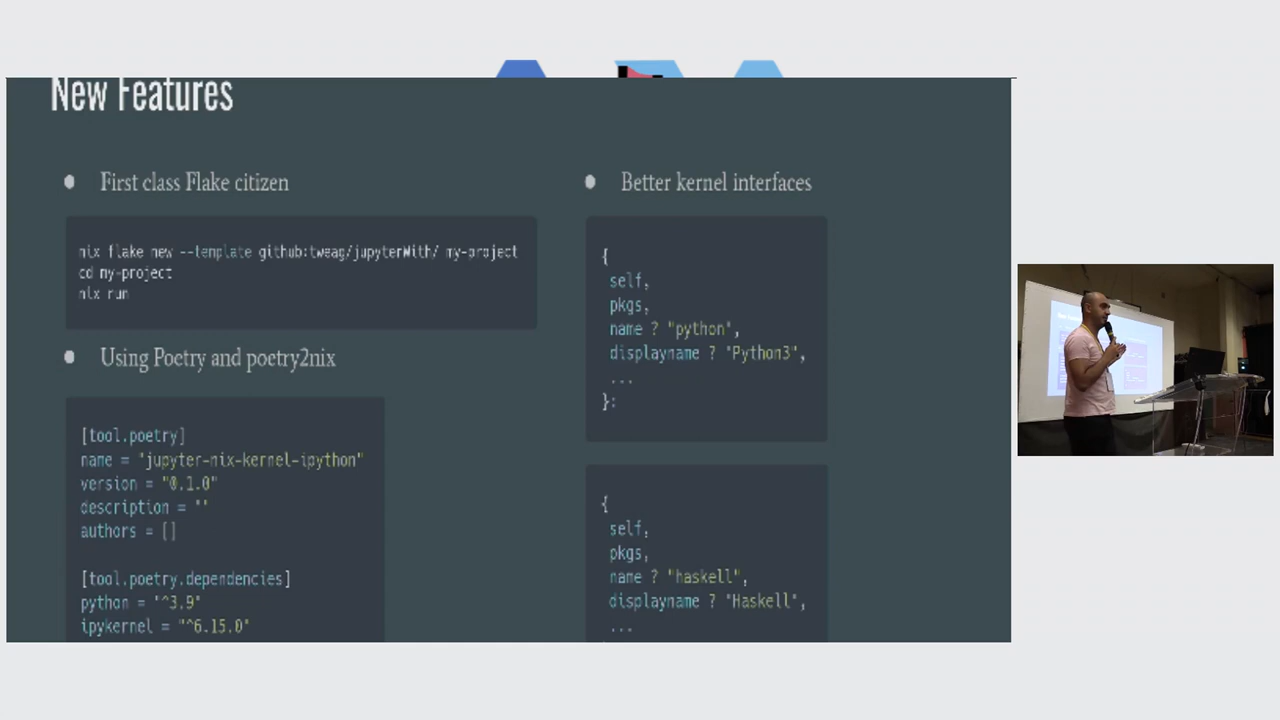 New Features
First class Flake citizen
nix flake new --template github:tweag/jupyterWith/ my-project
cd my-project
nix run
Using Poetry and poetry2nix
[tool.poetry]
name = "jupyter-nix-kernel-ipython"
version = "0.1.0"
description = ""
authors = []
[tool.poetry.dependencies]
python = "^3.9"
ipykernel = "^6.15.0"
Better kernel interfaces
{
self,
pkgs,
name ? "python",
displayname ? "Python3",
...
}:
{
self,
pkgs,
name ? "haskell",
displayname ? "Haskell",
...